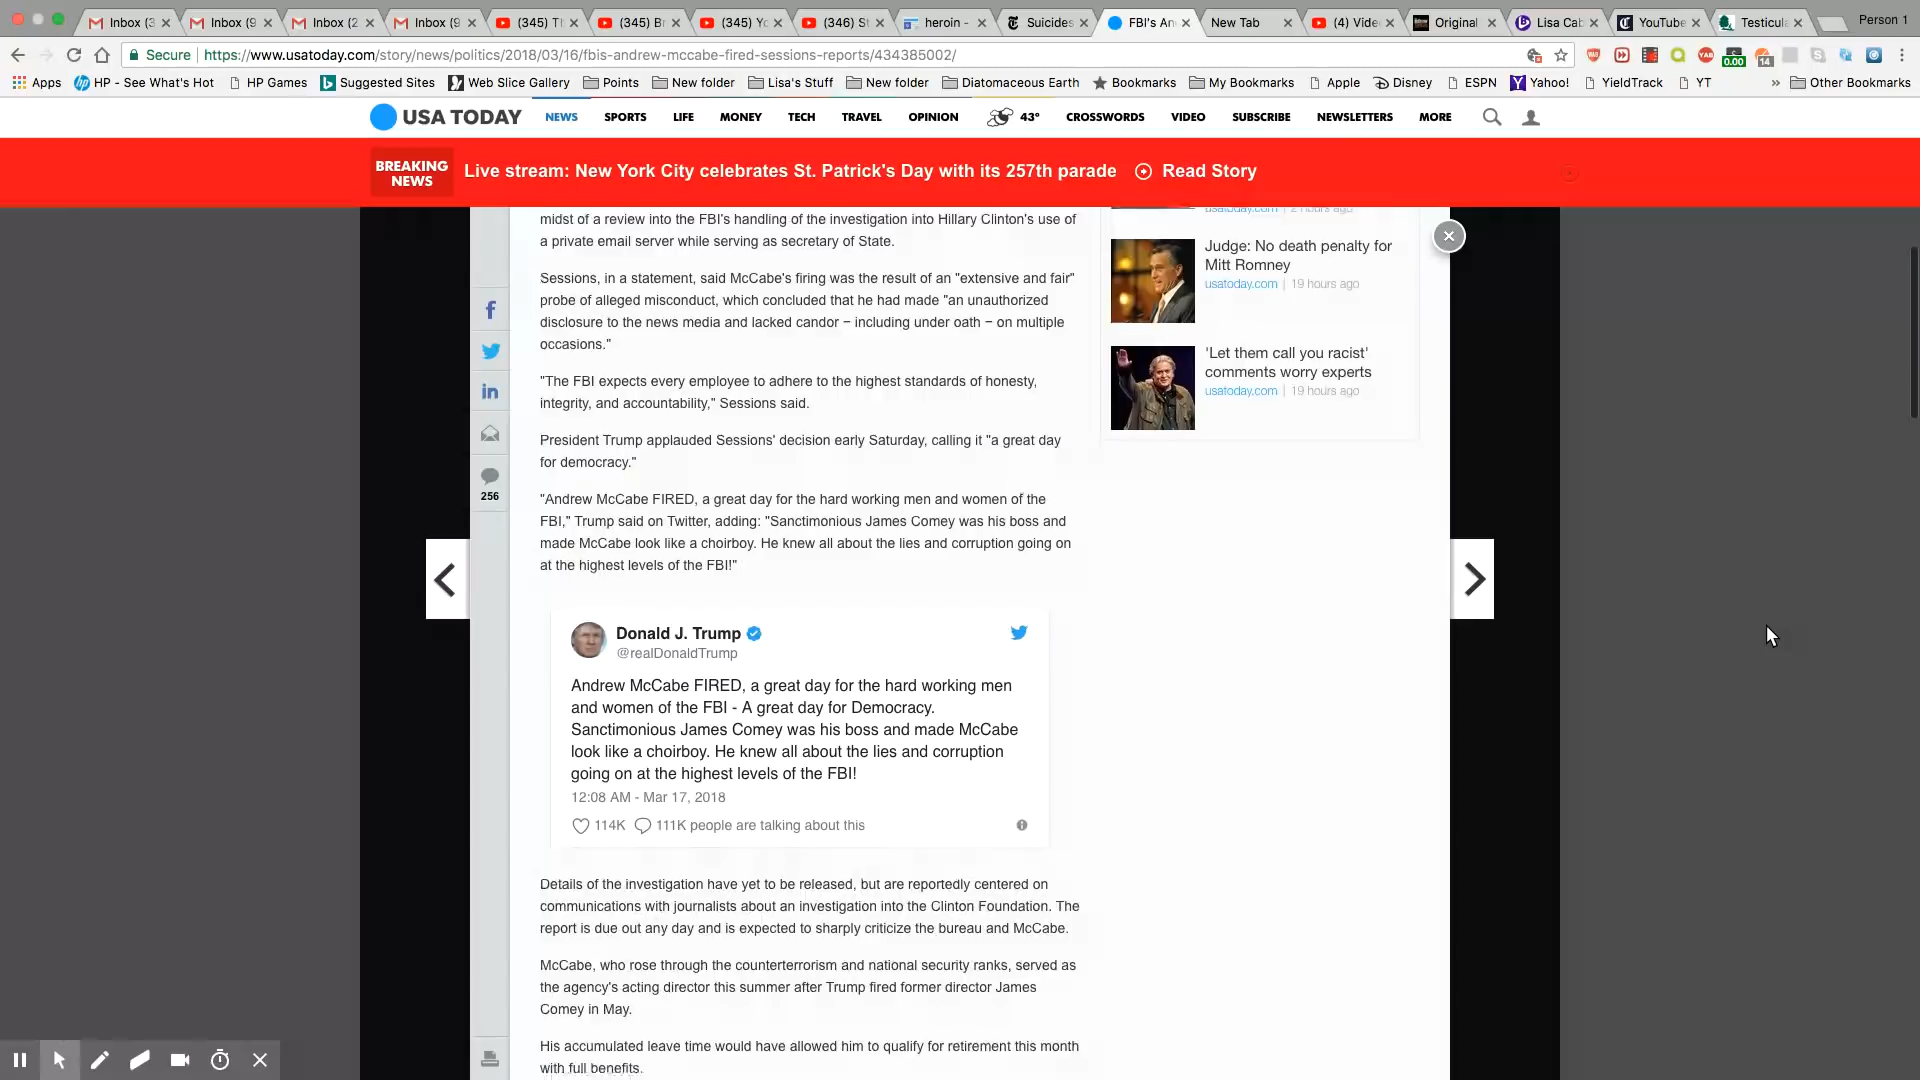 Inbox (3
Inbox (9
Inbox (2
Inbox (9
(345) T
(345) B
(345) Y
(346) S
heroin -
Suicides
FBI's An
New Tab
(4) Vide
Original
Lisa Cab
YouTube
Testicul
Person 1
Secure
https://www.usatoday.com/story/news/politics/2018/03/16/fbis-andrew-mccabe-fired-sessions-reports/434385002/
0.00
14
Apps
HP - See What's Hot
HP Games
Suggested Sites
Web Slice Gallery
Points
New folder
Lisa's Stuff
New folder
Diatomaceous Earth
Bookmarks
My Bookmarks
Apple
Disney
ESPN
Yahoo!
YieldTrack
YT
»
Other Bookmarks
USA TODAY
NEWS
SPORTS
LIFE
MONEY
TECH
TRAVEL
OPINION
43°
CROSSWORDS
VIDEO
SUBSCRIBE
NEWSLETTERS
MORE
BREAKING
NEWS
Live stream: New York City celebrates St. Patrick's Day with its 257th parade
Read Story
midst of a review into the FBI's handling of the investigation into Hillary Clinton's use of
a private email server while serving as secretary of State.
Sessions, in a statement, said McCabe's firing was the result of an "extensive and fair"
probe of alleged misconduct, which concluded that he had made "an unauthorized
disclosure to the news media and lacked candor − including under oath − on multiple
occasions."
"The FBI expects every employee to adhere to the highest standards of honesty,
integrity, and accountability," Sessions said.
President Trump applauded Sessions' decision early Saturday, calling it "a great day
for democracy."
"Andrew McCabe FIRED, a great day for the hard working men and women of the
FBI," Trump said on Twitter, adding: "Sanctimonious James Comey was his boss and
made McCabe look like a choirboy. He knew all about the lies and corruption going on
at the highest levels of the FBI!"
Donald J. Trump
@realDonaldTrump
Andrew McCabe FIRED, a great day for the hard working men
and women of the FBI - A great day for Democracy.
Sanctimonious James Comey was his boss and made McCabe
look like a choirboy. He knew all about the lies and corruption
going on at the highest levels of the FBI!
12:08 AM - Mar 17, 2018
114K
111K people are talking about this
Details of the investigation have yet to be released, but are reportedly centered on
communications with journalists about an investigation into the Clinton Foundation. The
report is due out any day and is expected to sharply criticize the bureau and McCabe.
McCabe, who rose through the counterterrorism and national security ranks, served as
the agency's acting director this summer after Trump fired former director James
Comey in May.
His accumulated leave time would have allowed him to qualify for retirement this month
with full benefits.
256
usatoday.com | 2 hours ago
Judge: No death penalty for
Mitt Romney
usatoday.com | 19 hours ago
'Let them call you racist'
comments worry experts
usatoday.com | 19 hours ago